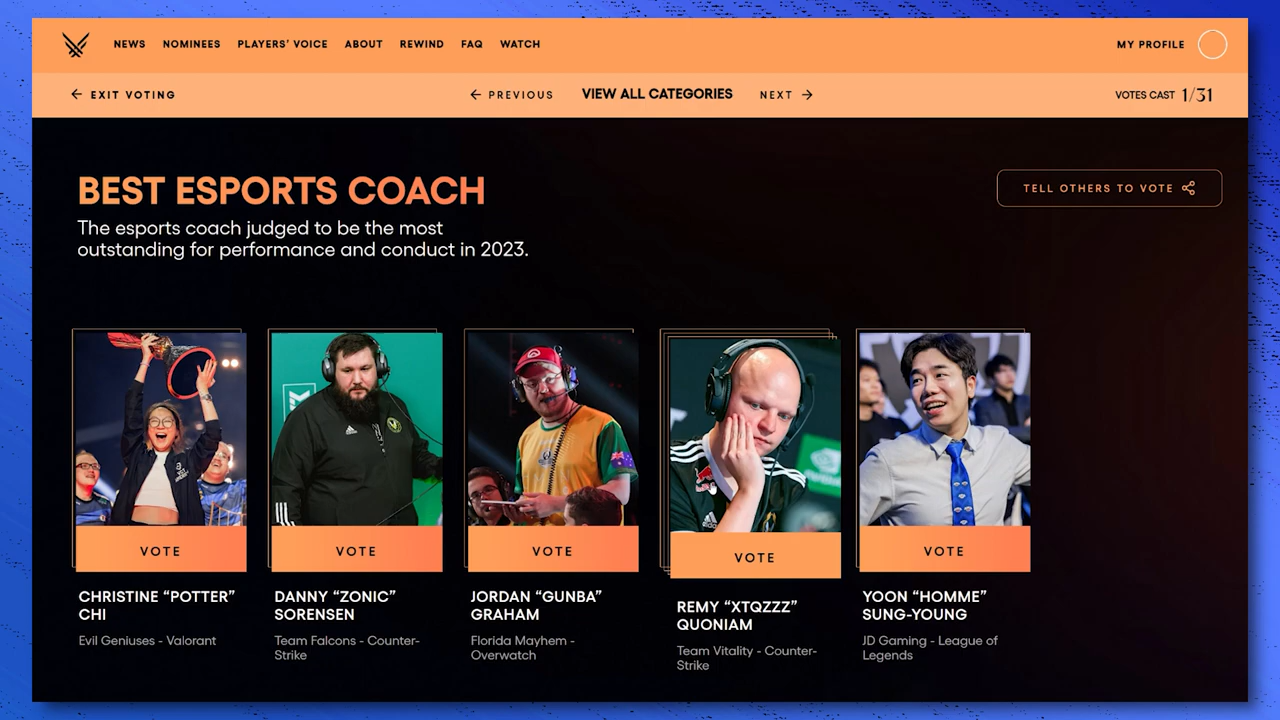 NEWS NOMINEES PLAYERS' VOICE ABOUT REWIND FAQ WATCH MY PROFILE
← EXIT VOTING ← PREVIOUS VIEW ALL CATEGORIES NEXT → VOTES CAST 1/31
BEST ESPORTS COACH
TELL OTHERS TO VOTE
The esports coach judged to be the most
outstanding for performance and conduct in 2023.
VOTE VOTE VOTE VOTE VOTE
CHRISTINE “POTTER”
CHI
Evil Geniuses - Valorant
DANNY “ZONIC”
SORENSEN
Team Falcons - Counter-
Strike
JORDAN “GUNBA”
GRAHAM
Florida Mayhem -
Overwatch
REMY “XTQZZZ”
QUONIAM
Team Vitality - Counter-
Strike
YOON “HOMME”
SUNG-YOUNG
JD Gaming - League of
Legends